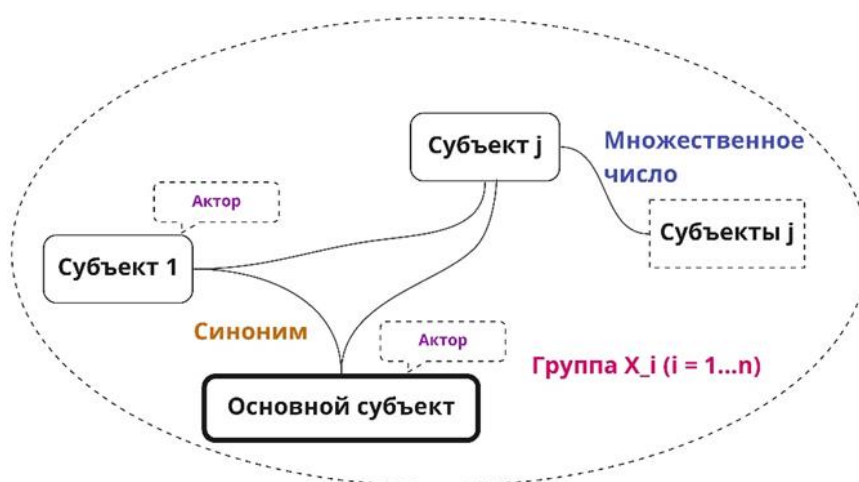 Субъект j
Множественное
число
Актор
Субъекты j
Субъект 1
Синоним
Актор
Группа X_i (i = 1...n)
Основной субъект